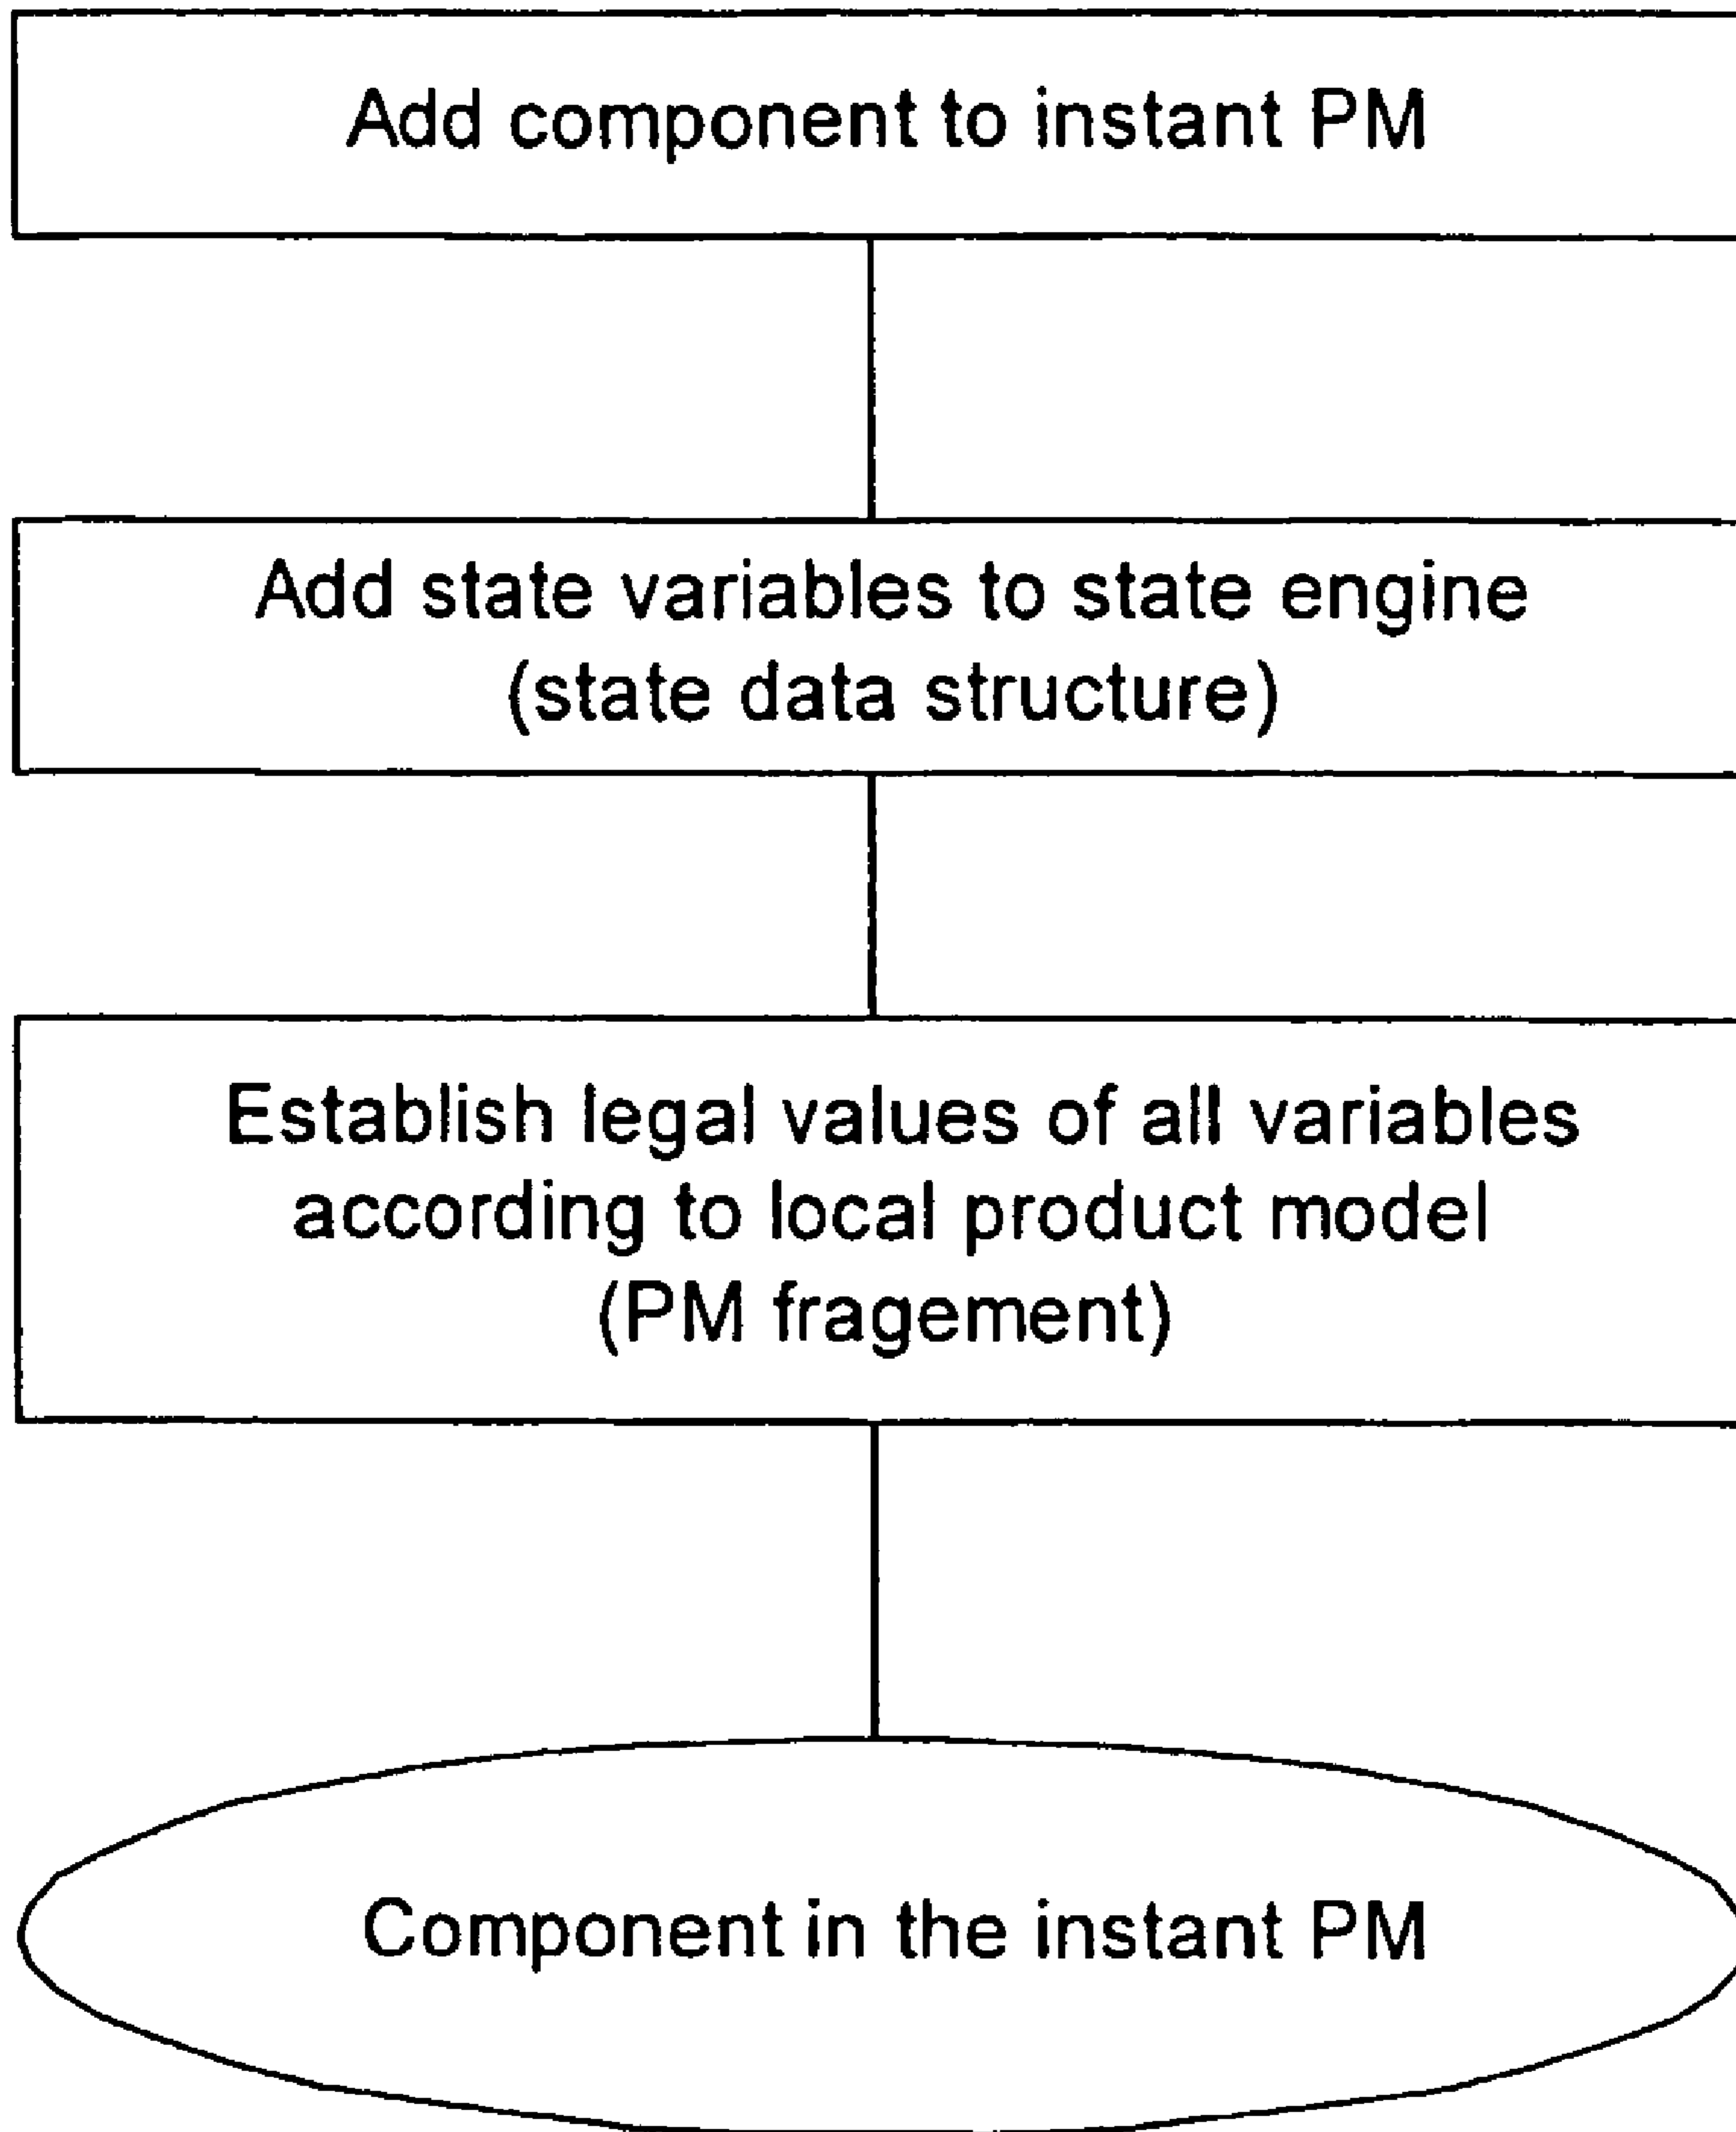 Add component to instant PM
Add state variables to state engine
(state data structure)
Establish legal values of all variables
according to local product model
(PM fragement)
Component in the instant PM